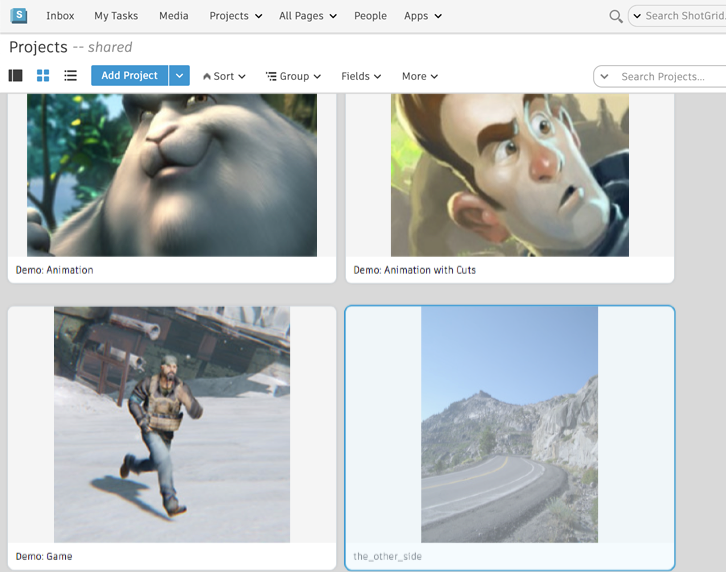 S Inbox My Tasks Media Projects All Pages People Apps Search ShotGrid.
Projects -- shared
Add Project Sort Group Fields More Search Projects...
Demo: Animation Demo: Animation with Cuts
Demo: Game the_other_side